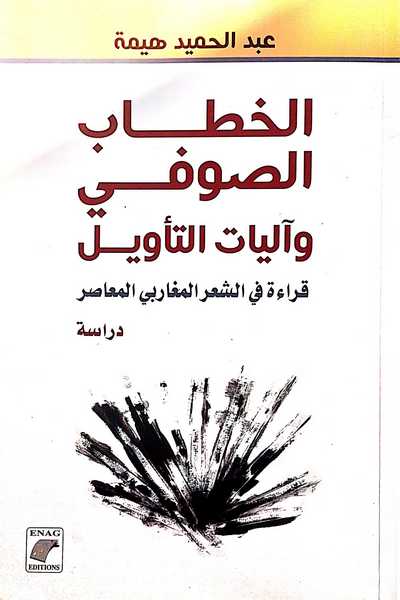 عبد الحميد هيمة
الخطاب
الصوفي
وآليات التأويل
قراءة في الشعر المغاربي المعاصر
دراسة
ENAG
EDITIONS